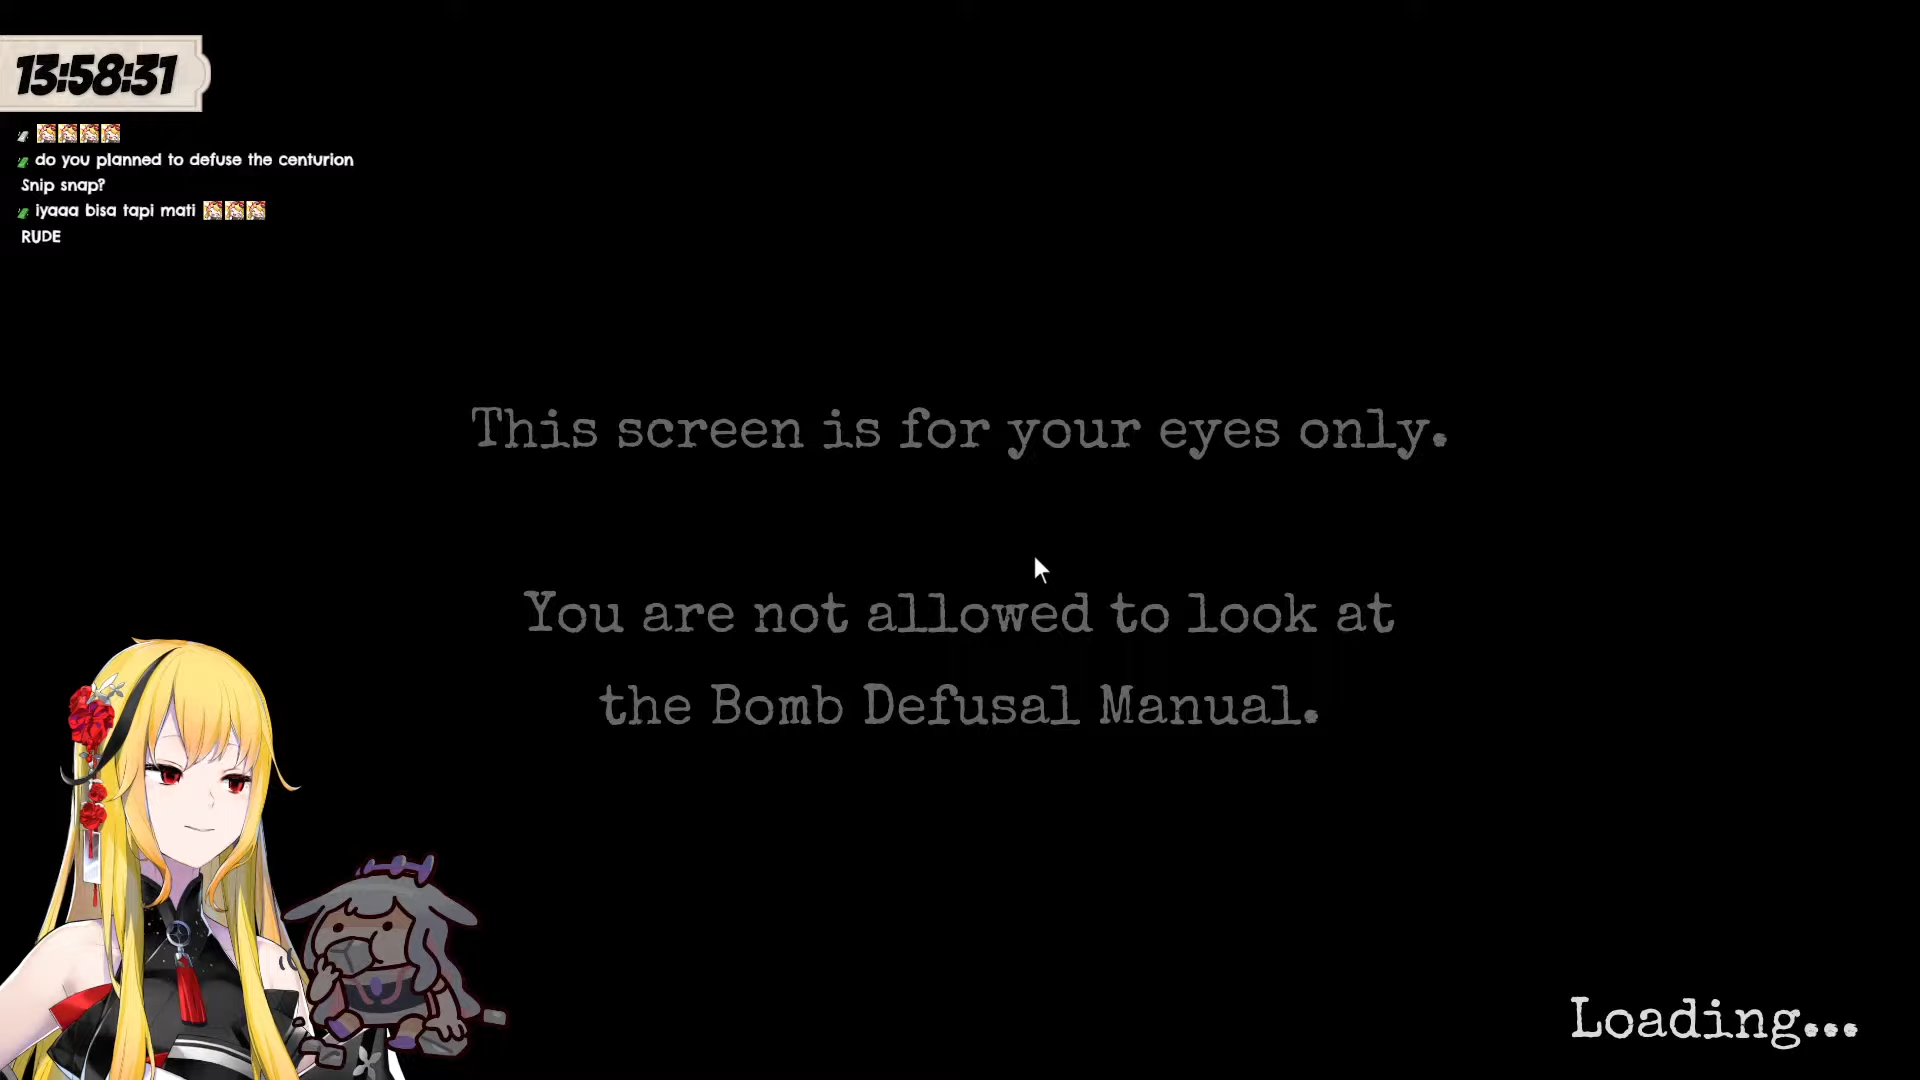 13:58:31
do you planned to defuse the centurion
Snip snap?
iyaaa bisa tapi mati
RUDE
This screen is for your eyes only.
You are not allowed to look at
the Bomb Defusal Manual.
Loading...